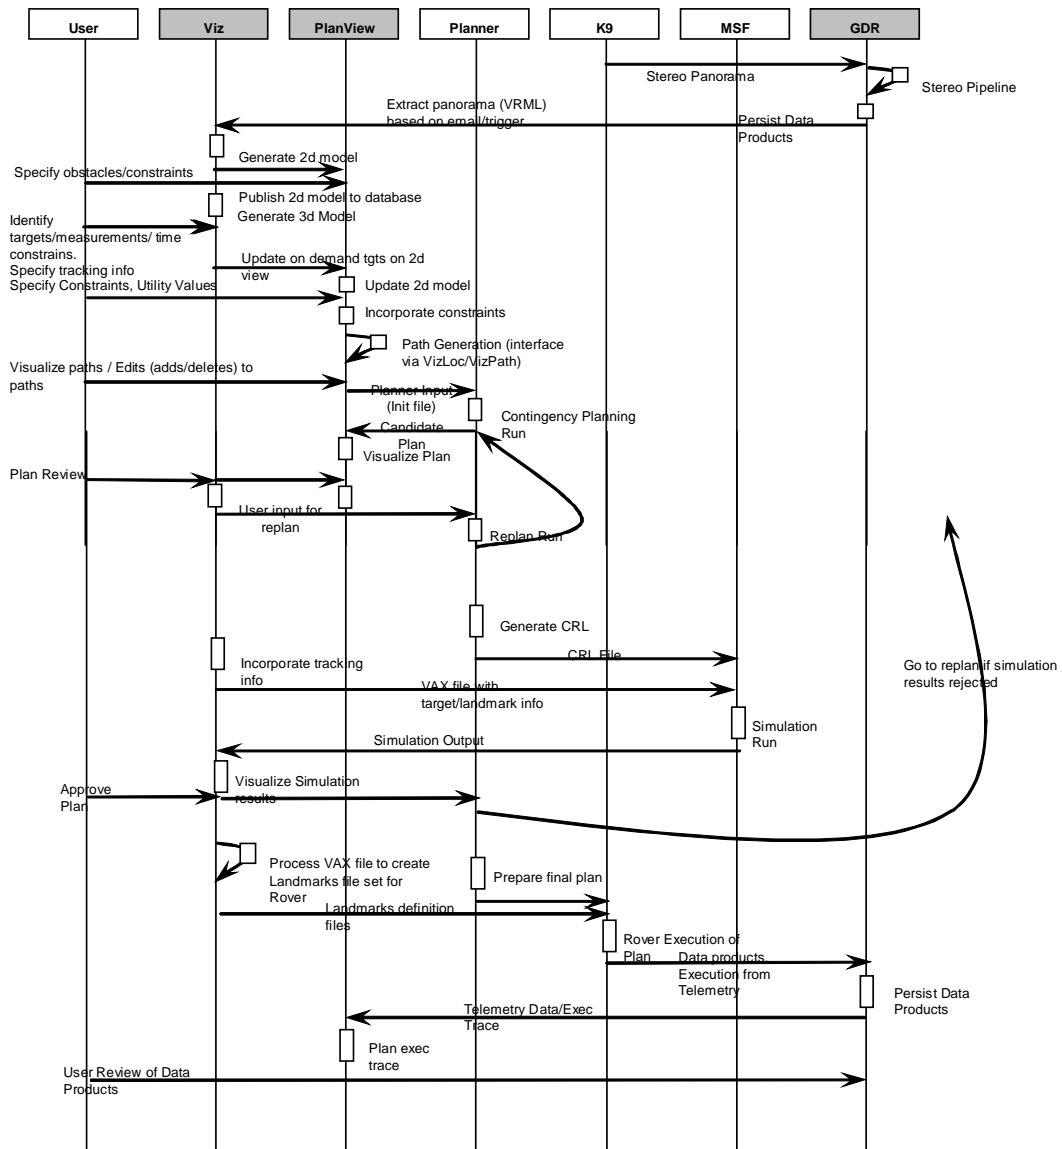 User
Viz
PlanView
Planner
K9
MSF
GDR
Stereo Panorama
Stereo Pipeline
Extract panorama (VRML)
based on email/trigger
Persist Data
Products
Generate 2d model
Specify obstacles/constraints
Publish 2d model to database
Generate 3d Model
Identify
targets/measurements/ time
constrains.
Specify tracking info
Update on demand tgts on 2d
view
Specify Constraints, Utility Values
Update 2d model
Incorporate constraints
Path Generation (interface
via VizLoc/VizPath)
Visualize paths / Edits (adds/deletes) to
paths
Planner Input
(Init file)
Contingency Planning
Run
Candidate
Plan
Visualize Plan
Plan Review
User input for
replan
Replan Run
Generate CRL
CRL File
Incorporate tracking
info
VAX file with
target/landmark info
Go to replan if simulation
results rejected
Simulation
Run
Simulation Output
Visualize Simulation
results
Approve
Plan
Process VAX file to create
Landmarks file set for
Rover
Prepare final plan
Landmarks definition
files
Rover Execution of
Plan
Data products,
Execution from
Telemetry
Persist Data
Products
Telemetry Data/Exec
Trace
Plan exec
trace
User Review of Data
Products